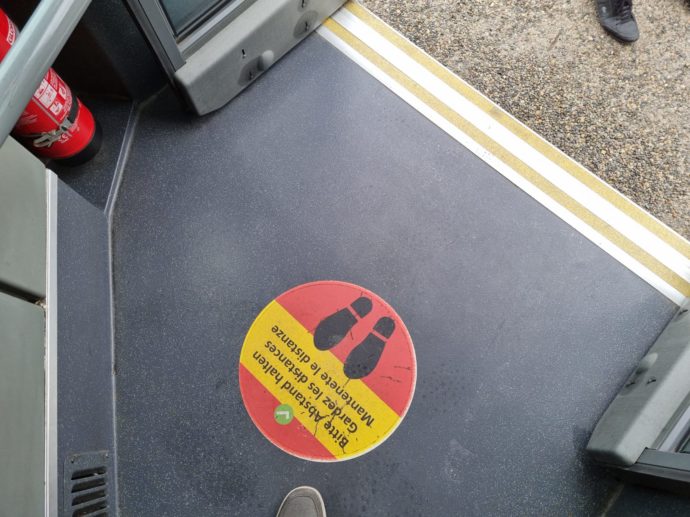 Bitte Abstand halten
Gardez les distances
Mantenete le distanze